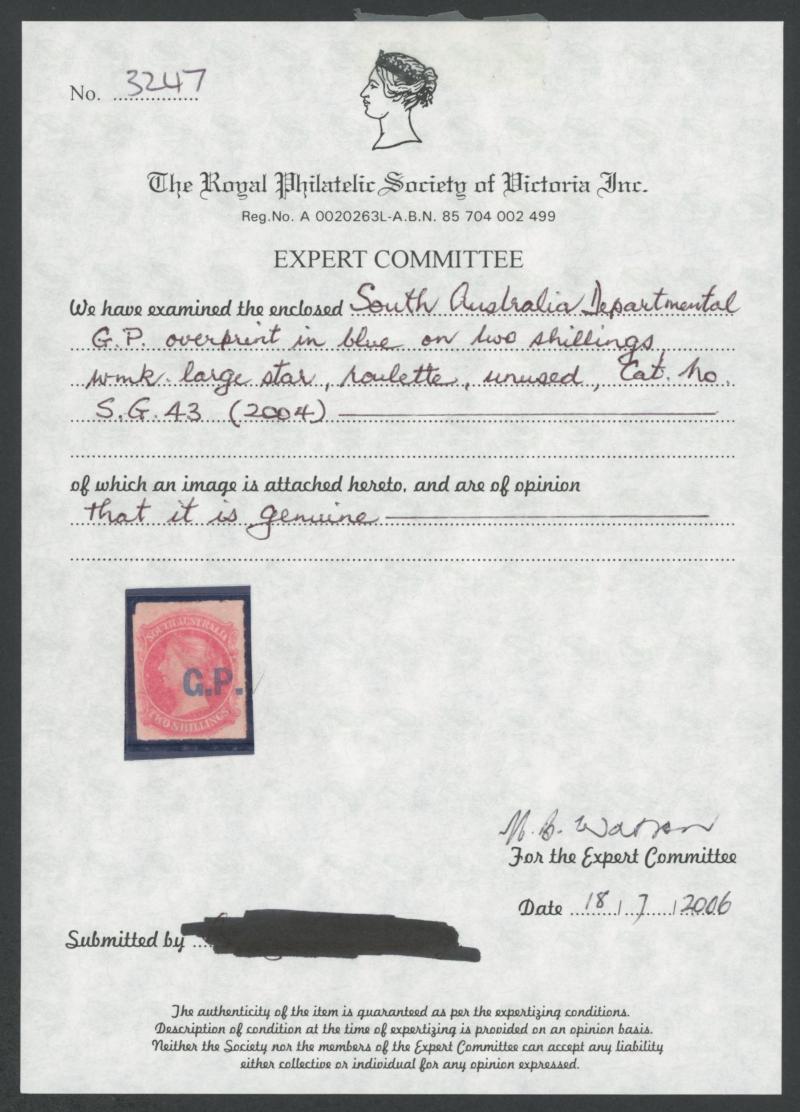 No. 3247
The Royal Philatelic Society of Victoria Inc.
Reg.No. A 0020263L-A.B.N. 85 704 002 499
EXPERT COMMITTEE
We have examined the enclosed South Australia Departmental
G.P. overprint in blue on two shillings
wmk. large star, roulette, unused, Cat. No.
S.G. 43 (2004)
of which an image is attached hereto, and are of opinion
that it is genuine
SOUTH AUSTRALIA
G.P.
TWO SHILLINGS
N. B. Watson
For the Expert Committee
Date 18/7/2006
Submitted by
The authenticity of the item is guaranteed as per the expertizing conditions.
Description of condition at the time of expertizing is provided on an opinion basis.
Neither the Society nor the members of the Expert Committee can accept any liability
either collective or individual for any opinion expressed.